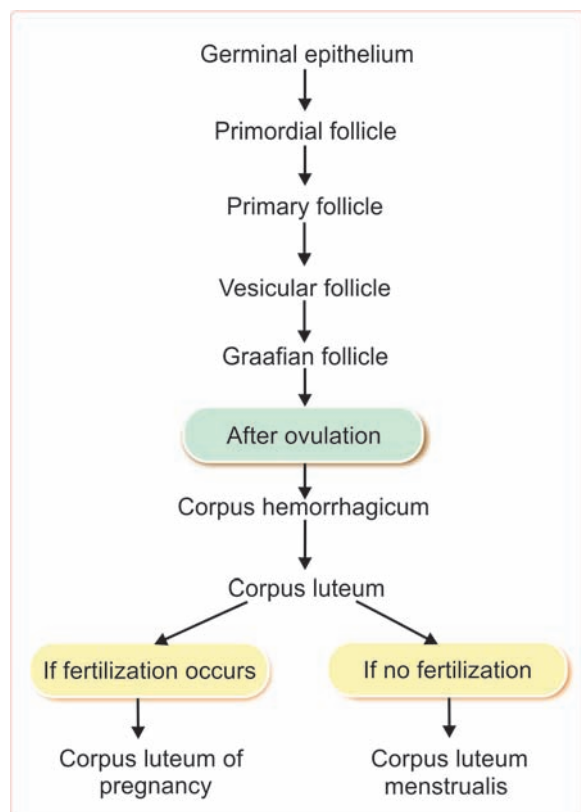 Germinal epithelium
Primordial follicle
Primary follicle
Vesicular follicle
Graafian follicle
After ovulation
Corpus hemorrhagicum
Corpus luteum
If fertilization occurs
If no fertilization
Corpus luteum of
pregnancy
Corpus luteum
menstrualis